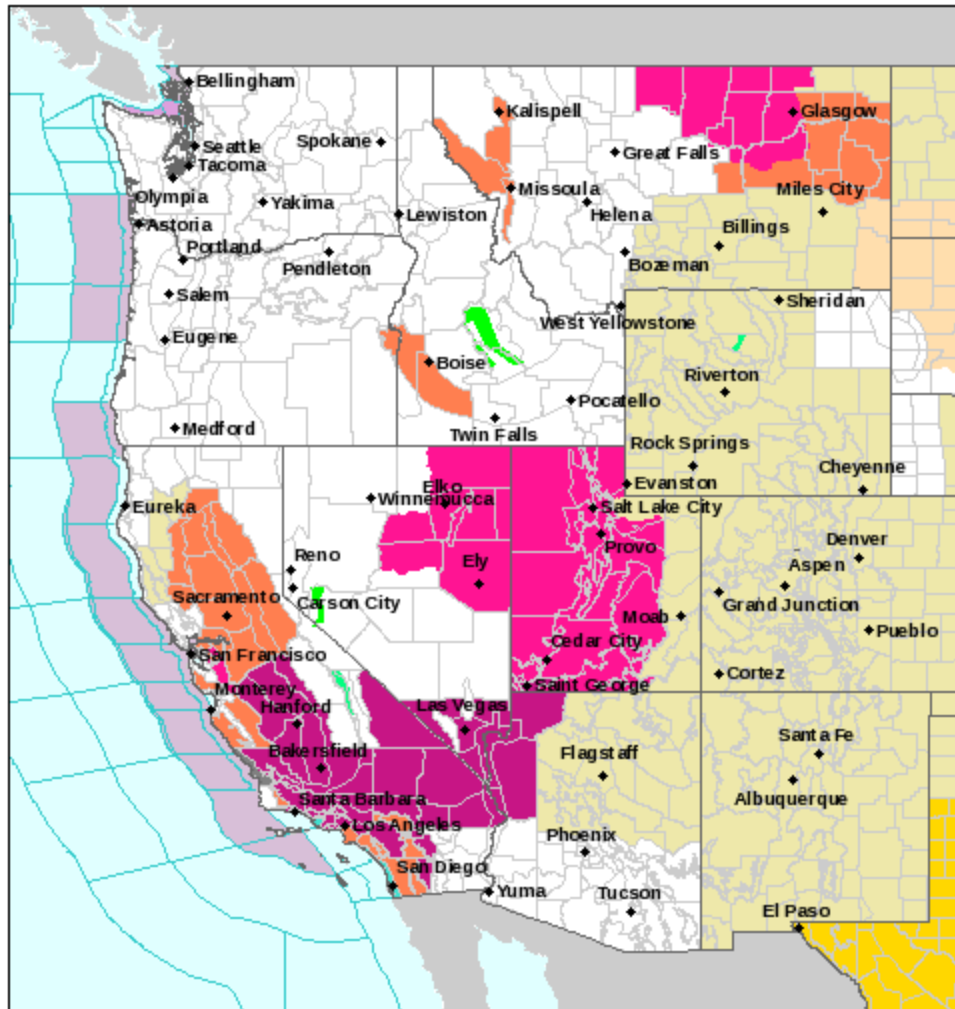 Bellingham
Kalispell
Glasgow
Seattle
Spokane
Great Falls
Tacoma
Olympia
Missoula
Miles City
Yakima
Lewiston
Helena
Astoria
Billings
Portland
Pendleton
Bozeman
Salem
Sheridan
West Yellowstone
Eugene
Boise
Riverton
Pocatello
Medford
Twin Falls
Rock Springs
Cheyenne
Elko
Evanston
Winnemucca
Eureka
Salt Lake City
Provo
Denver
Reno
Ely
Aspen
Sacramento
Carson City
Grand Junction
Moab
Pueblo
Cedar City
San Francisco
Cortez
Saint George
Monterey
Hanford
Las Vegas
Santa Fe
Bakersfield
Flagstaff
Santa Barbara
Albuquerque
Los Angeles
Phoenix
San Diego
Yuma
Tucson
El Paso